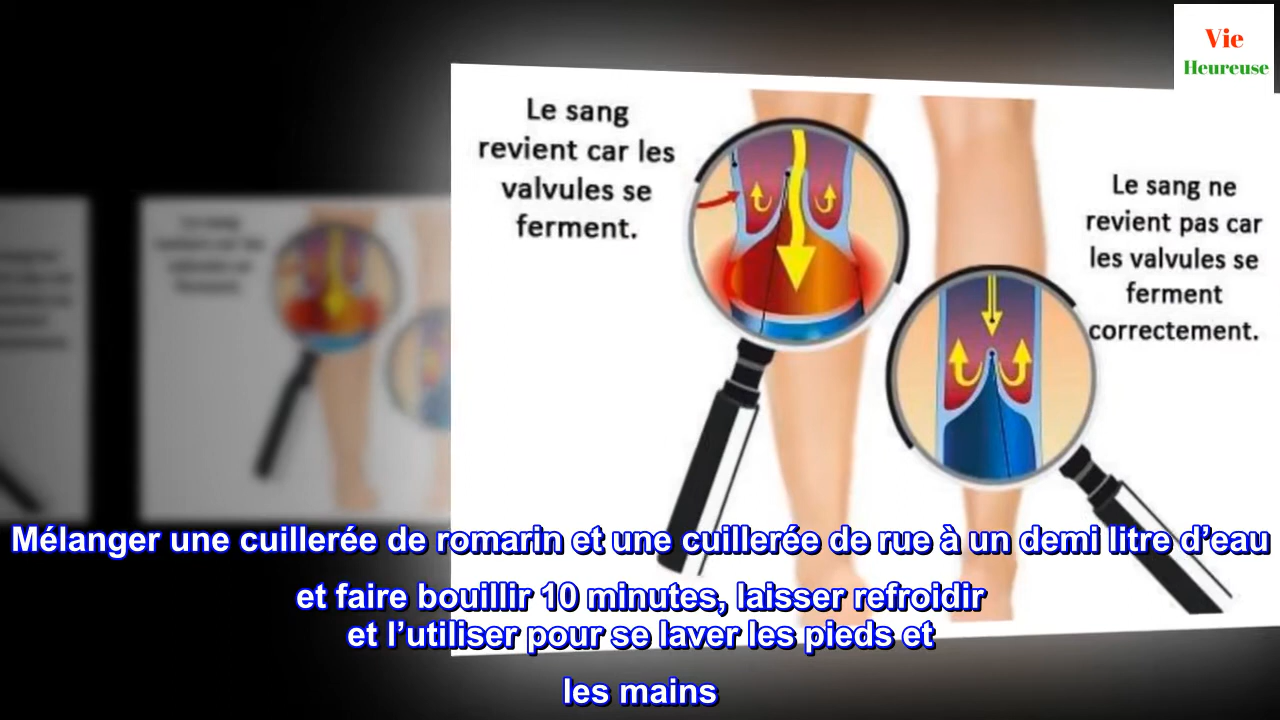 Vie
Heureuse
Le sang
revient car les
valvules se
ferment.
Le sang ne
revient pas car
les valvules se
ferment
correctement.
Mélanger une cuillerée de romarin et une cuillerée de rue à un demi litre d’eau
et faire bouillir 10 minutes, laisser refroidir
et l’utiliser pour se laver les pieds et
les mains